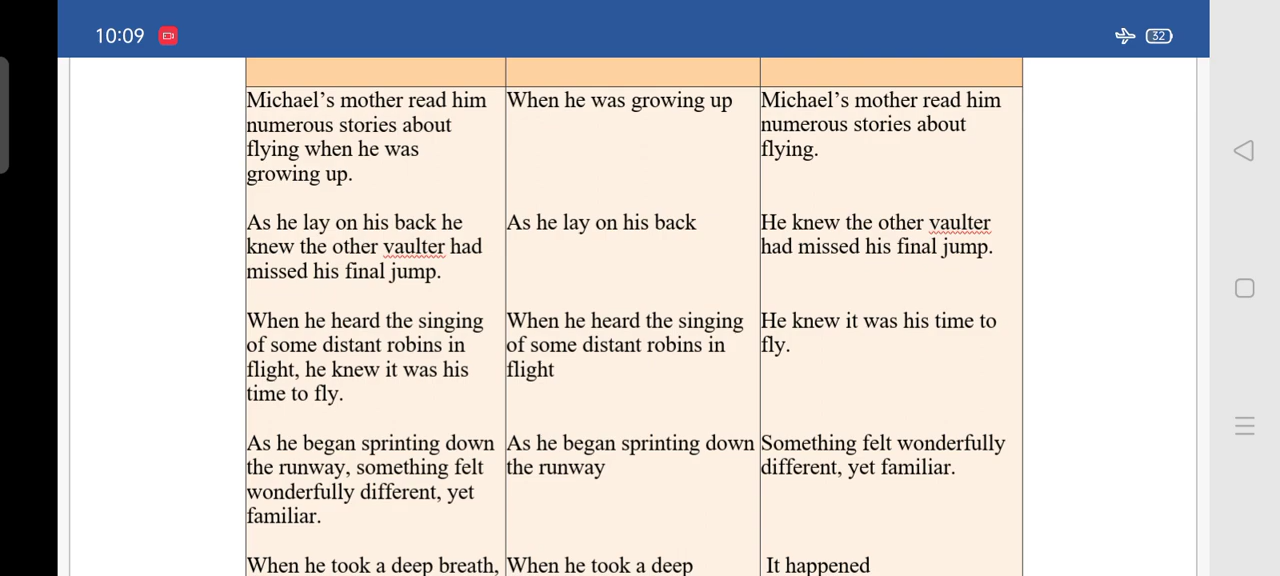 10:09
32
Michael's mother read him
numerous stories about
flying when he was
growing up.
When he was growing up
Michael's mother read him
numerous stories about
flying.
As he lay on his back he
knew the other vaulter had
missed his final jump.
As he lay on his back
He knew the other vaulter
had missed his final jump.
When he heard the singing
of some distant robins in
flight, he knew it was his
time to fly.
When he heard the singing
of some distant robins in
flight
He knew it was his time to
fly.
As he began sprinting down
the runway, something felt
wonderfully different, yet
familiar.
As he began sprinting down
the runway
Something felt wonderfully
different, yet familiar.
When he took a deep breath,
When he took a deep
It happened